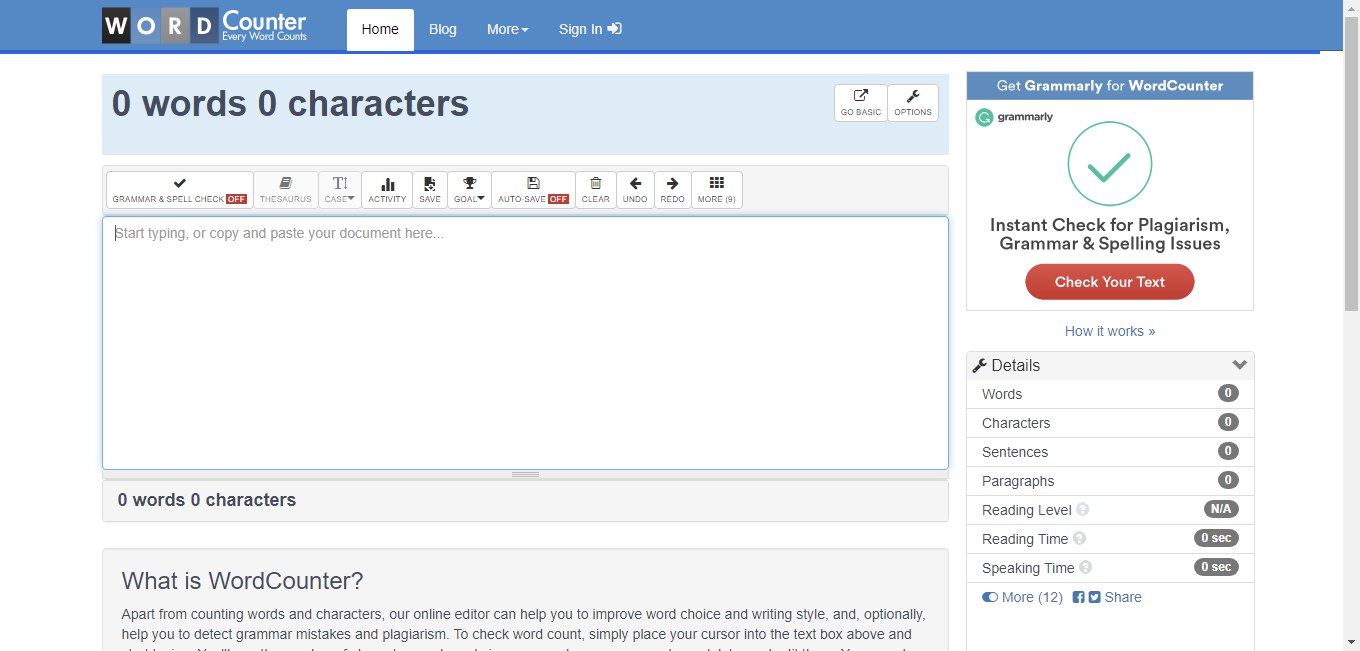 WORD Counter
Every Word Counts
Home
Blog
More
Sign In
0 words 0 characters
GO BASIC
OPTIONS
GRAMMAR & SPELL CHECK OFF
THESAURUS
CASE
ACTIVITY
SAVE
GOAL
AUTO-SAVE OFF
CLEAR
UNDO
REDO
MORE (9)
Start typing, or copy and paste your document here...
0 words 0 characters
What is WordCounter?
Apart from counting words and characters, our online editor can help you to improve word choice and writing style, and, optionally,
help you to detect grammar mistakes and plagiarism. To check word count, simply place your cursor into the text box above and
Get Grammarly for WordCounter
grammarly
Instant Check for Plagiarism,
Grammar & Spelling Issues
Check Your Text
How it works »
Details
Words 0
Characters 0
Sentences 0
Paragraphs 0
Reading Level ? N/A
Reading Time ? 0 sec
Speaking Time ? 0 sec
More (12) Share